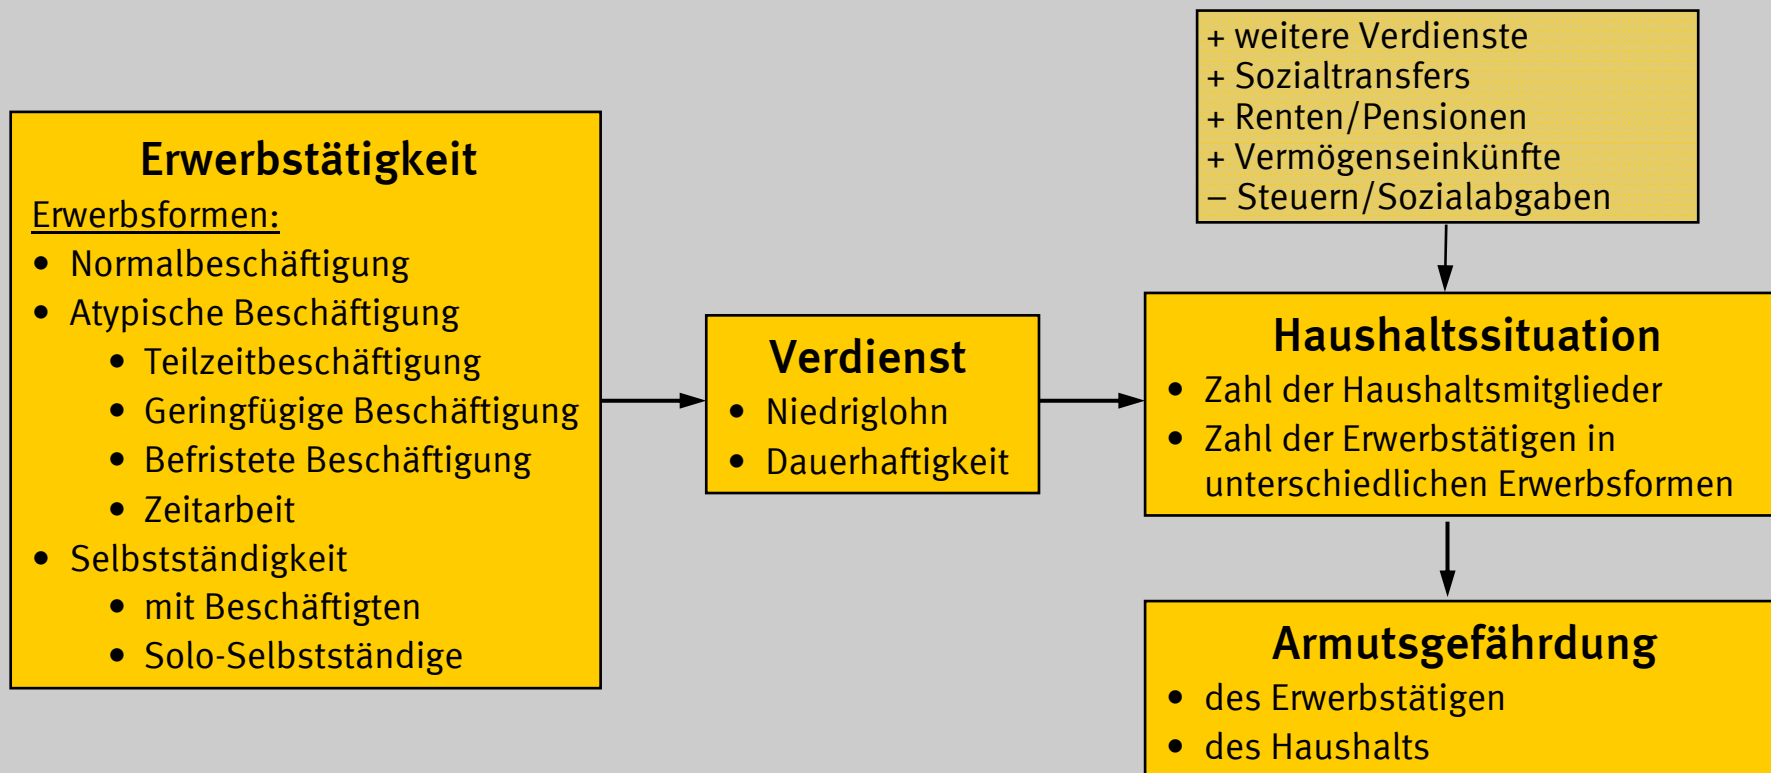 + weitere Verdienste
+ Sozialtransfers
+ Renten/Pensionen
+ Vermögenseinkünfte
– Steuern/Sozialabgaben
Erwerbstätigkeit
Erwerbsformen:
• Normalbeschäftigung
• Atypische Beschäftigung
• Teilzeitbeschäftigung
• Geringfügige Beschäftigung
• Befristete Beschäftigung
• Zeitarbeit
• Selbstständigkeit
• mit Beschäftigten
• Solo-Selbstständige
Verdienst
• Niedriglohn
• Dauerhaftigkeit
Haushaltssituation
• Zahl der Haushaltsmitglieder
• Zahl der Erwerbstätigen in
unterschiedlichen Erwerbsformen
Armutsgefährdung
• des Erwerbstätigen
• des Haushalts